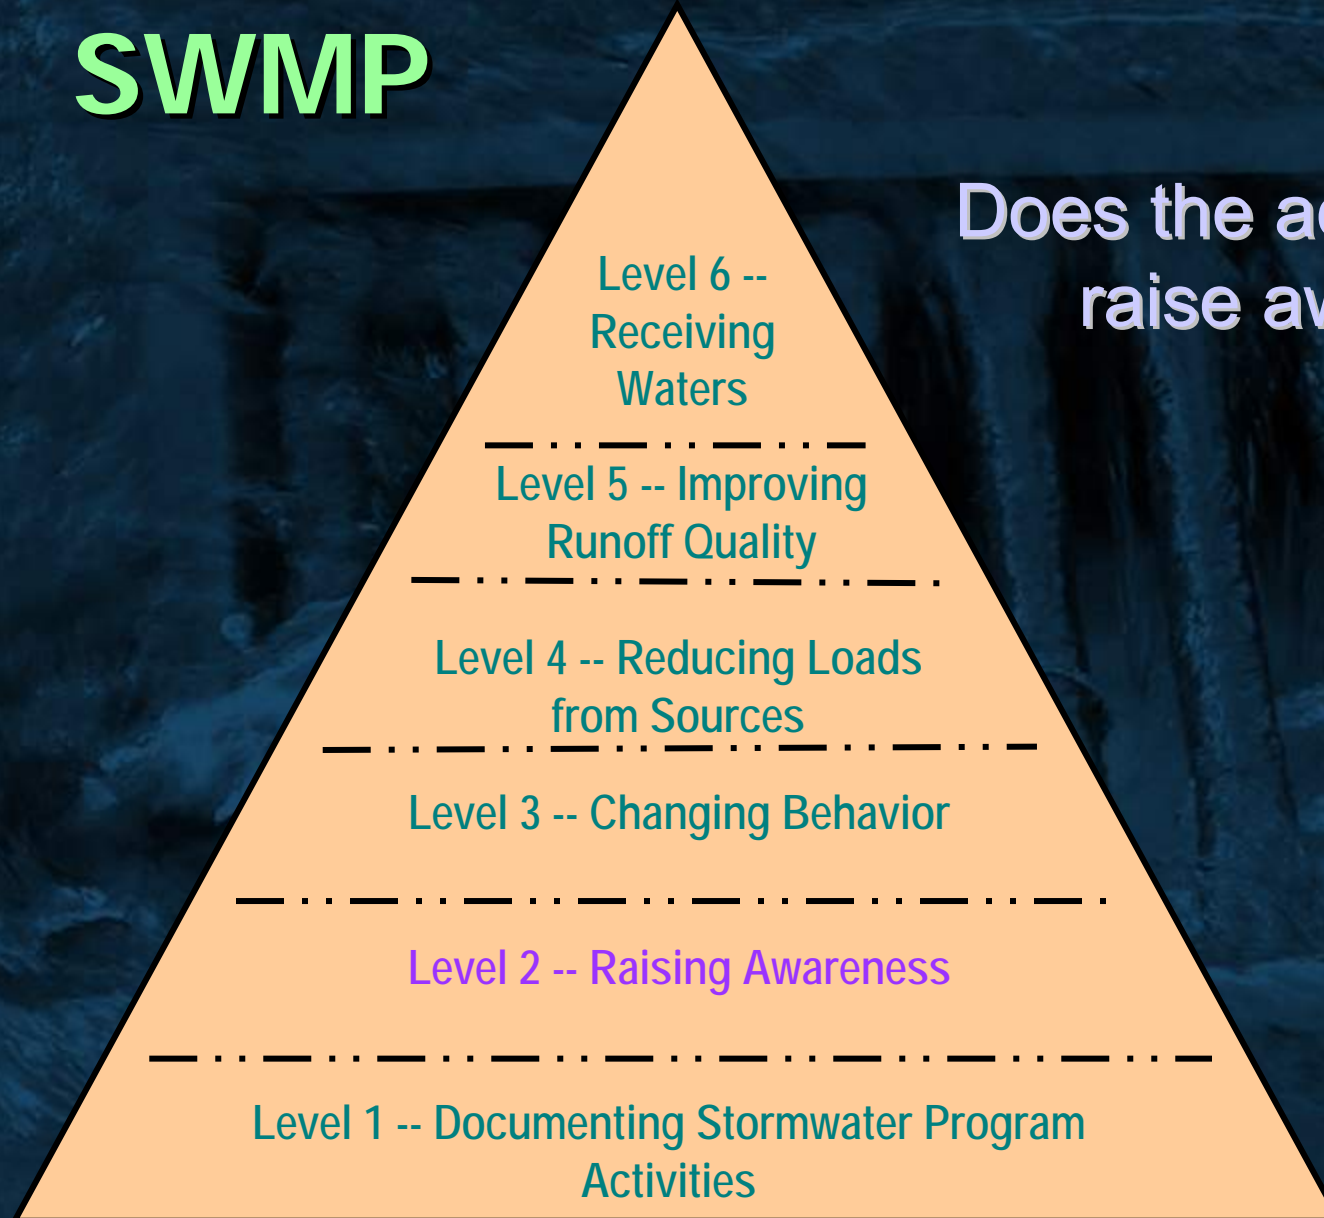 SWMP
Does the
raise
Level 6 --
Receiving
Waters
Level 5 -- Improving
Runoff Quality
Level 4 -- Reducing Loads
from Sources
Level 3 -- Changing Behavior
Level 2 -- Raising Awareness
Level 1 -- Documenting Stormwater Program
Activities